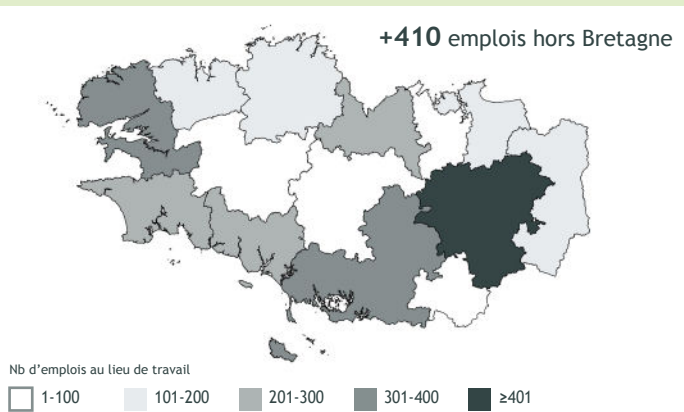 +410 emplois hors Bretagne
Nb d'emplois au lieu de travail
1-100 101-200 201-300 301-400 ≥401